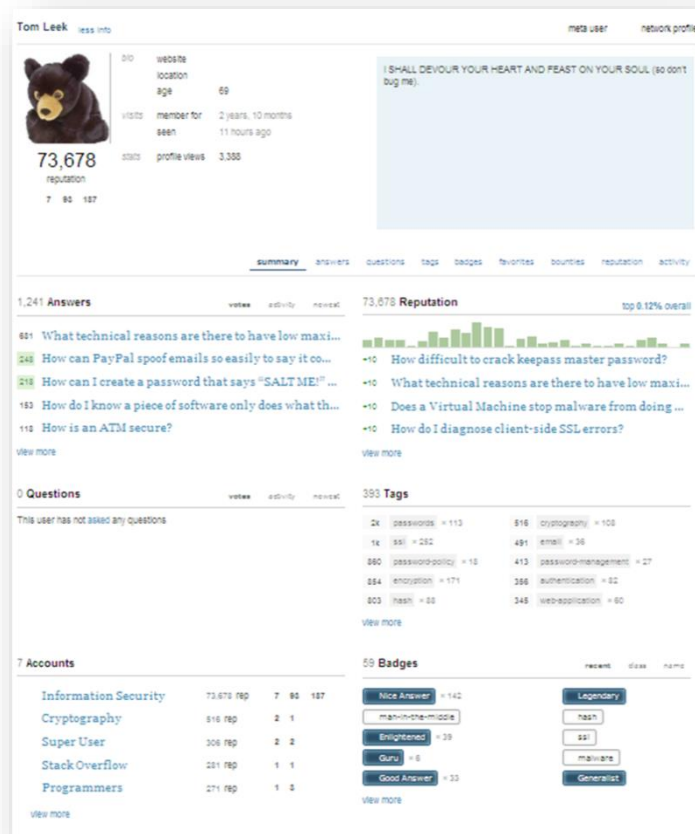 Tom Leek less info meta user network profile
bio website
location
age 69
visits member for 2 years, 10 months
seen 11 hours ago
stats profile views 3,388
73,678
reputation
7 93 187
I SHALL DEVOUR YOUR HEART AND FEAST ON YOUR SOUL (so don't
bug me).
summary answers questions tags badges favorites bounties reputation activity
1,241 Answers votes activity newest
681 What technical reasons are there to have low maxi...
248 How can PayPal spoof emails so easily to say it co...
218 How can I create a password that says “SALT ME!” ...
153 How do I know a piece of software only does what th...
118 How is an ATM secure?
view more
73,678 Reputation top 0.12% overall
+10 How difficult to crack keepass master password?
+10 What technical reasons are there to have low maxi...
+10 Does a Virtual Machine stop malware from doing ...
+10 How do I diagnose client-side SSL errors?
view more
0 Questions votes activity newest
This user has not asked any questions
393 Tags
2k passwords × 113 516 cryptography × 108
1k ssl × 252 491 email × 36
860 password-policy × 18 413 password-management × 27
854 encryption × 171 authentication × 82
803 hash × 88 345 web-application × 60
view more
7 Accounts
Information Security 73,678 rep 7 93 187
Cryptography 516 rep 2 1
Super User 306 rep 2 2
Stack Overflow 281 rep 1 1
Programmers 271 rep 1 3
view more
59 Badges recent class name
Nice Answer × 142 Legendary
man-in-the-middle hash
Enlightened × 39 ssl
Guru × 6 malware
Good Answer × 33 Generalist
view more